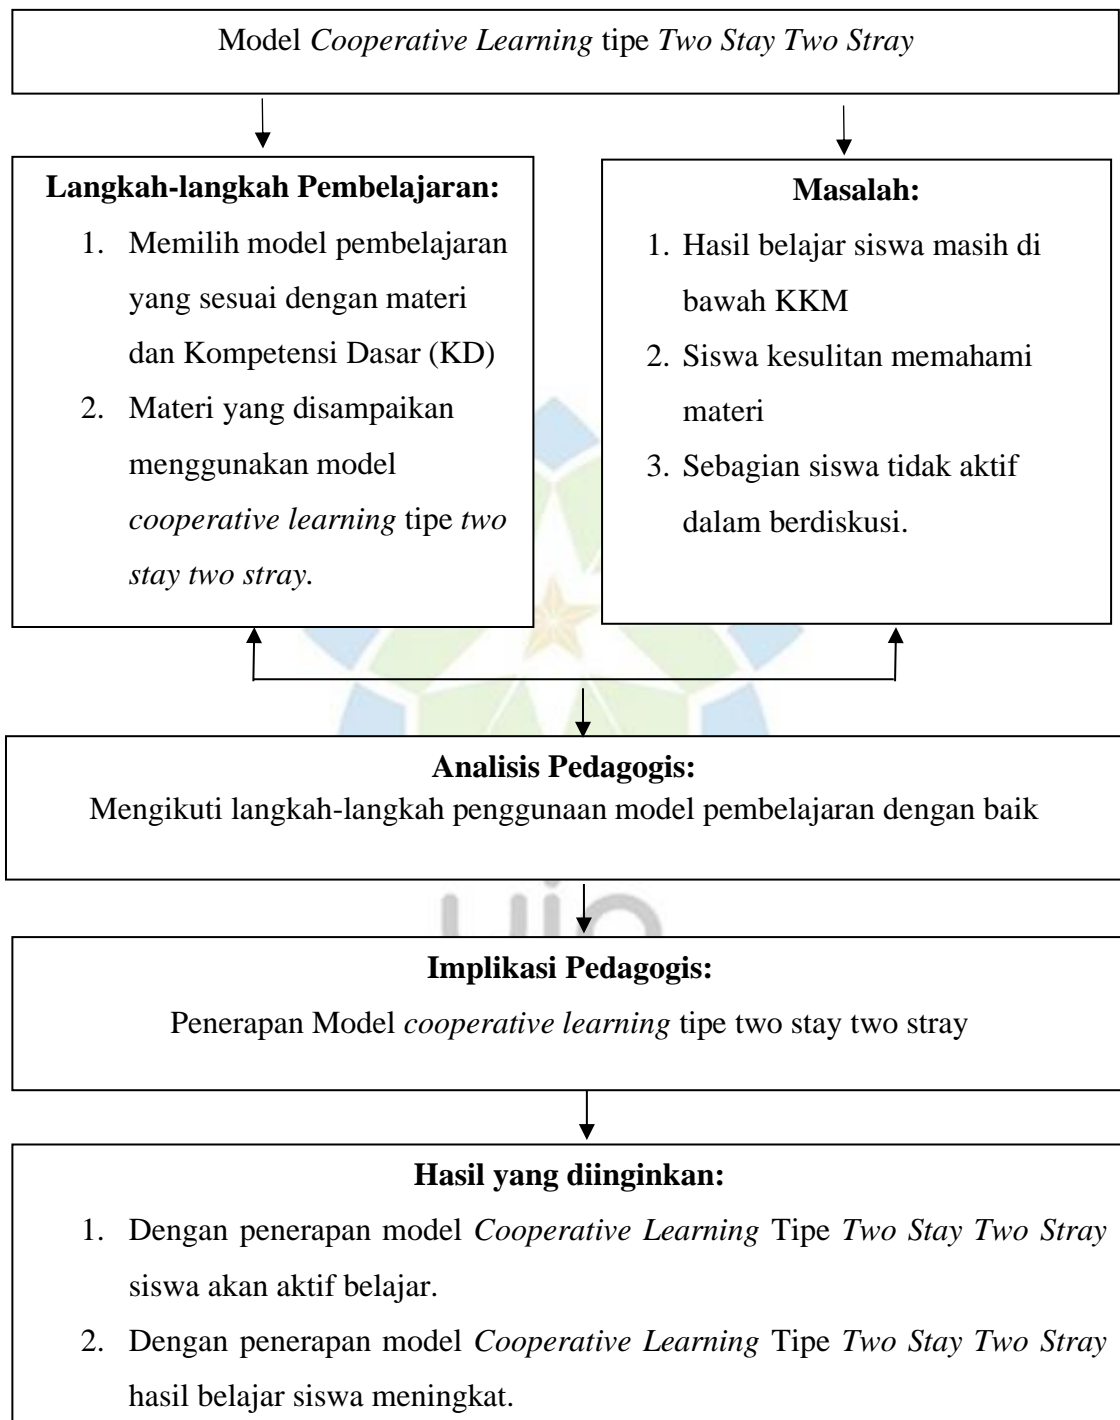 Model Cooperative Learning tipe Two Stay Two Stray
Langkah-langkah Pembelajaran:
1. Memilih model pembelajaran
yang sesuai dengan materi
dan Kompetensi Dasar (KD)
2. Materi yang disampaikan
menggunakan model
cooperative learning tipe two
stay two stray.
Masalah:
1. Hasil belajar siswa masih di
bawah KKM
2. Siswa kesulitan memahami
materi
3. Sebagian siswa tidak aktif
dalam berdiskusi.
Analisis Pedagogis:
Mengikuti langkah-langkah penggunaan model pembelajaran dengan baik
uin
Implikasi Pedagogis:
Penerapan Model cooperative learning tipe two stay two stray
Hasil yang diinginkan:
1. Dengan penerapan model Cooperative Learning Tipe Two Stay Two Stray
siswa akan aktif belajar.
2. Dengan penerapan model Cooperative Learning Tipe Two Stay Two Stray
hasil belajar siswa meningkat.